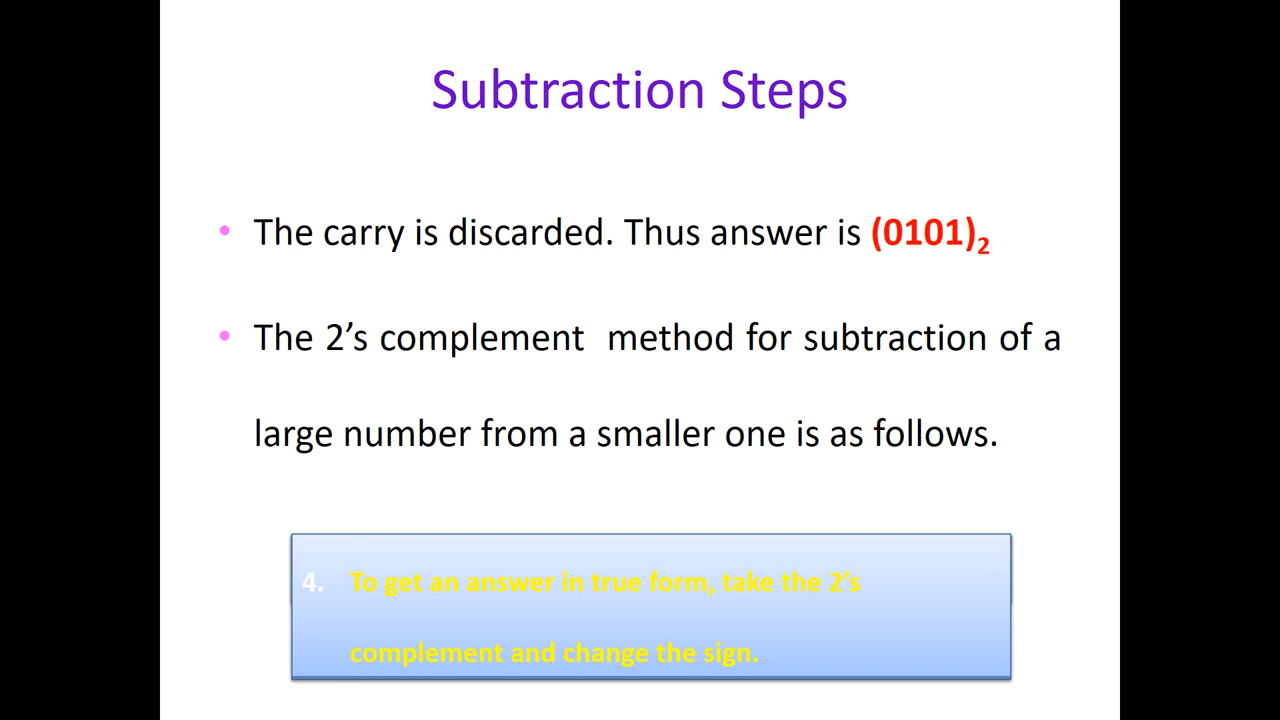 Subtraction Steps
• The carry is discarded. Thus answer is (0101)₂
• The 2’s complement  method for subtraction of a
large number from a smaller one is as follows.
4. To get an answer in true form, take the 2’s
complement and change the sign.